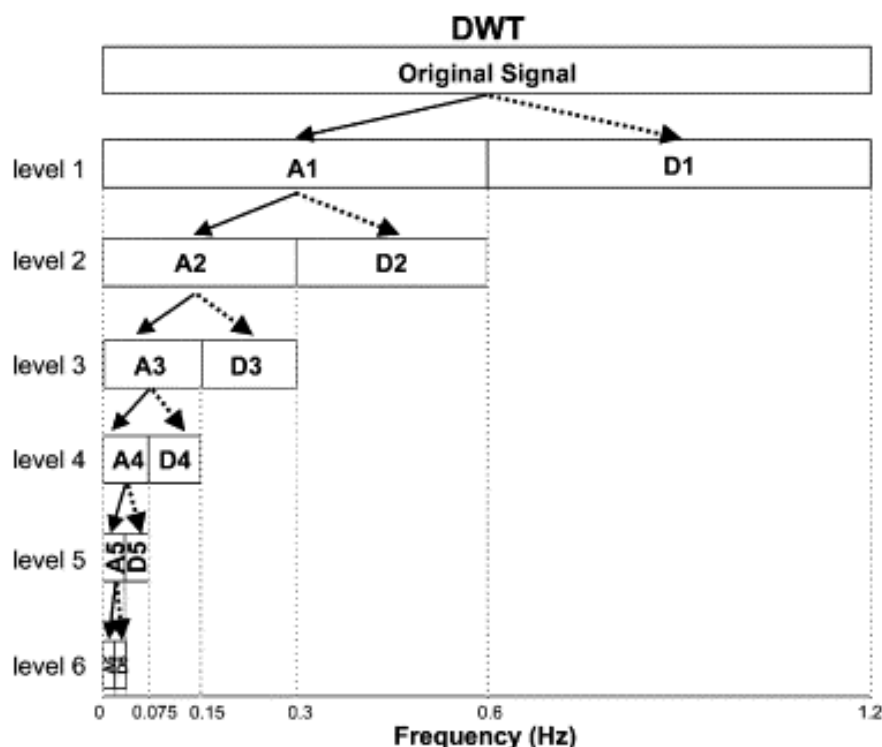 DWT
Original Signal
level 1 A1 D1
level 2 A2 D2
level 3 A3 D3
level 4 A4 D4
level 5 A5 D5
level 6 A6 D6
0 0.075 0.15 0.3 0.6 1.2
Frequency (Hz)